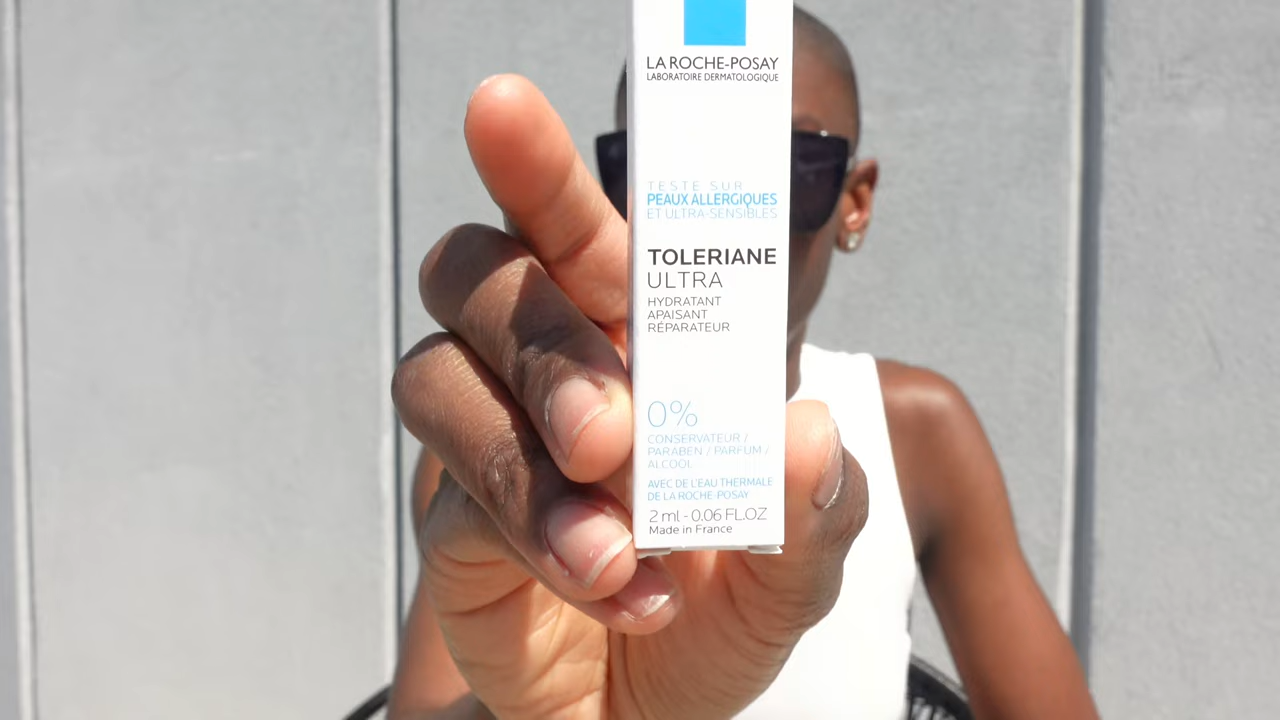 LA ROCHE-POSAY
LABORATOIRE DERMATOLOGIQUE
TESTE SUR
PEAUX ALLERGIQUES
ET ULTRA-SENSIBLES
TOLERIANE
ULTRA
HYDRATANT
APAISANT
RÉPARATEUR
0%
CONSERVATEUR /
PARABEN / PARFUM /
ALCOOL
AVEC DE L'EAU THERMALE
DE LA ROCHE-POSAY
2 ml - 0.06 FL.OZ
Made in France